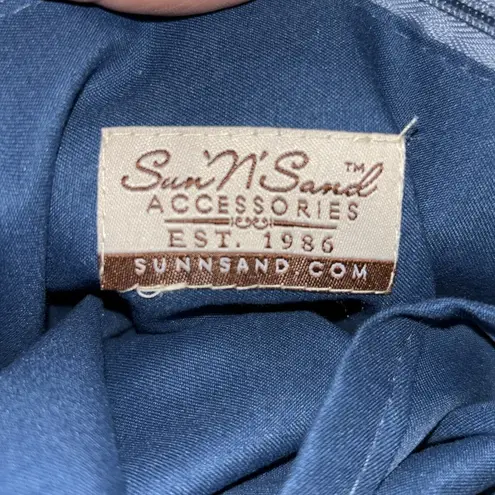 Sun 'N' Sand™
ACCESSORIES
EST. 1986
SUNNSAND.COM